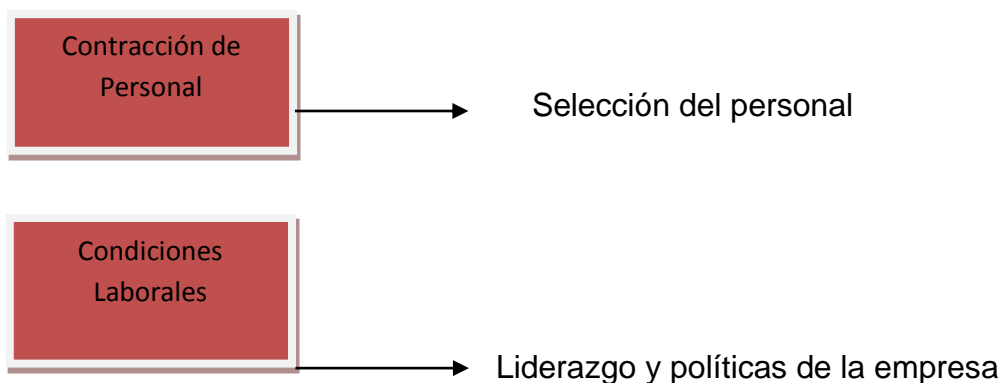 Contracción de
Personal
Selección del personal
Condiciones
Laborales
Liderazgo y políticas de la empresa